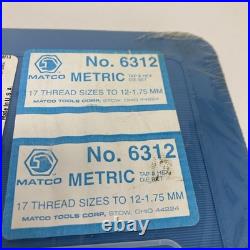 No. 6312
5
MATCO METRIC TAP & HEX
DIE SET
17 THREAD SIZES TO 12-1.75 MM
MATCO TOOLS CORP., STOW, OHIO 44224
No. 6312
5
MATCO METRIC TAP & HEX
DIE SET
17 THREAD SIZES TO 12-1.75 MM
MATCO TOOLS CORP., STOW, OHIO 44224